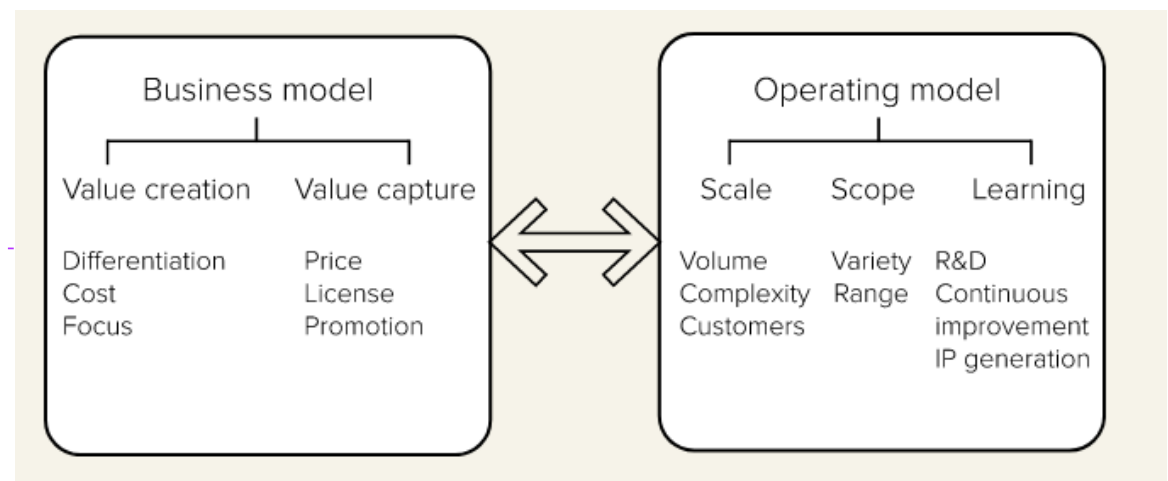 Business model
Value creation
Value capture
Differentiation
Cost
Focus
Price
License
Promotion
Operating model
Scale
Scope
Learning
Volume
Complexity
Customers
Variety
Range
R&D
Continuous
improvement
IP generation